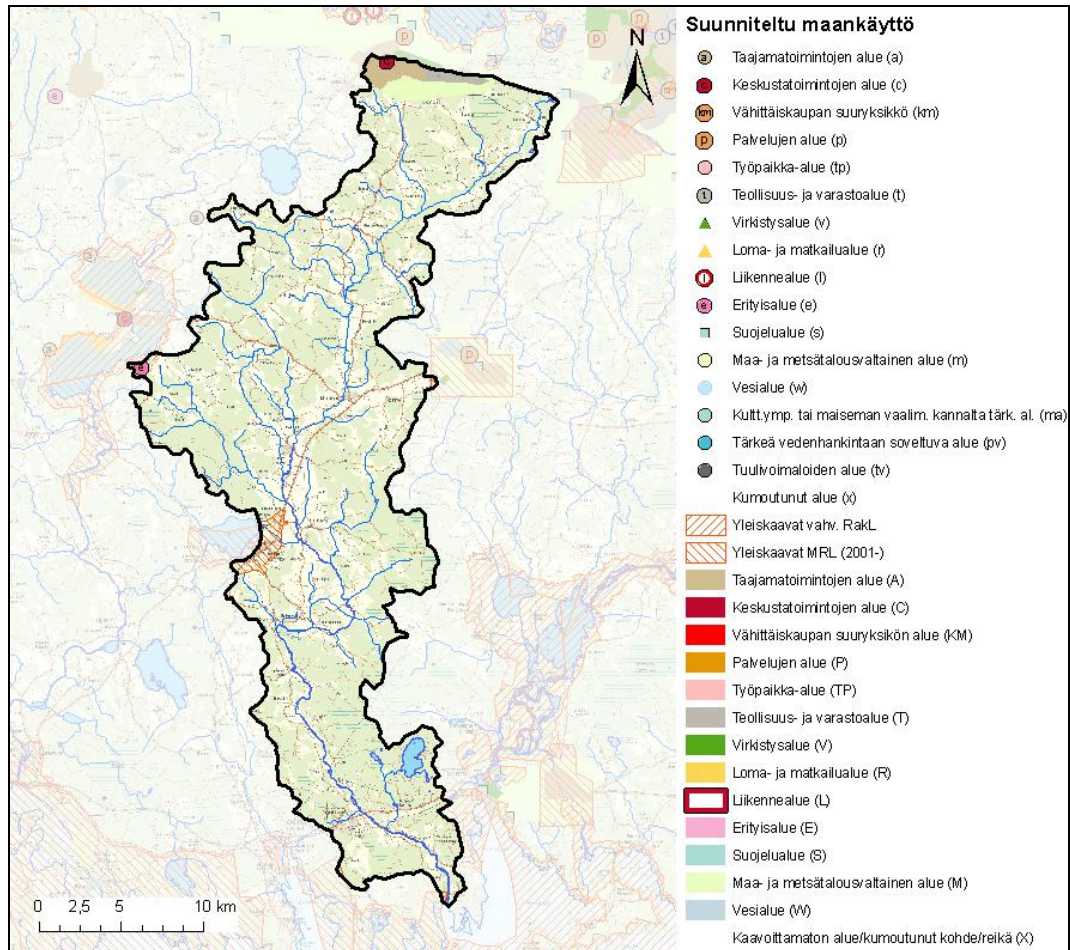 Suunniteltu maankäyttö
N
a Taajamatoimintojen alue (a)
c Keskustatoimintojen alue (c)
km Vähittäiskaupan suuryksikkö (km)
p Palvelujen alue (p)
Työpaikka-alue (tp)
t Teollisuus- ja varastoalue (t)
Virkistysalue (v)
Loma- ja matkailualue (r)
l Liikennealue (l)
e Erityisalue (e)
Suojelualue (s)
Maa- ja metsätalousvaltainen alue (m)
Vesialue (w)
Kultt.ymp. tai maiseman vaalim. kannalta tärk. al. (ma)
Tärkeä vedenhankintaan soveltuva alue (pv)
Tuulivoimaloiden alue (tv)
Kumoutunut alue (x)
Yleiskaavat vahv. RakL
Yleiskaavat MRL (2001-)
Taajamatoimintojen alue (A)
Keskustatoimintojen alue (C)
Vähittäiskaupan suuryksikön alue (KM)
Palvelujen alue (P)
Työpaikka-alue (TP)
Teollisuus- ja varastoalue (T)
Virkistysalue (V)
Loma- ja matkailualue (R)
Liikennealue (L)
Erityisalue (E)
Suojelualue (S)
Maa- ja metsätalousvaltainen alue (M)
Vesialue (W)
Kaavoittamaton alue/kumoutunut kohde/reikä (X)
0 2,5 5 10 km